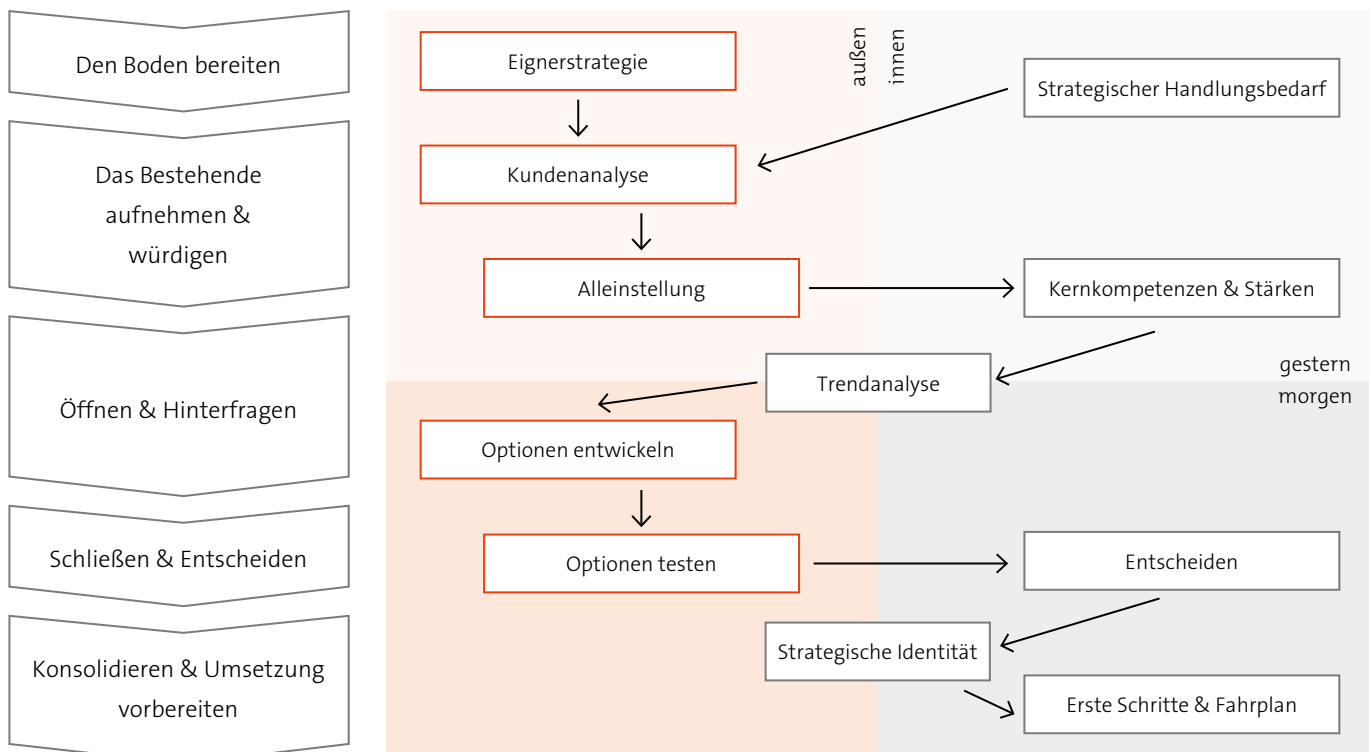 Den Boden bereiten
Eignerstrategie
außen
innen
Strategischer Handlungsbedarf
Das Bestehende
aufnehmen &
würdigen
Kundenanalyse
Alleinstellung
Kernkompetenzen & Stärken
gestern
morgen
Öffnen & Hinterfragen
Trendanalyse
Optionen entwickeln
Schließen & Entscheiden
Optionen testen
Entscheiden
Konsolidieren & Umsetzung
vorbereiten
Strategische Identität
Erste Schritte & Fahrplan